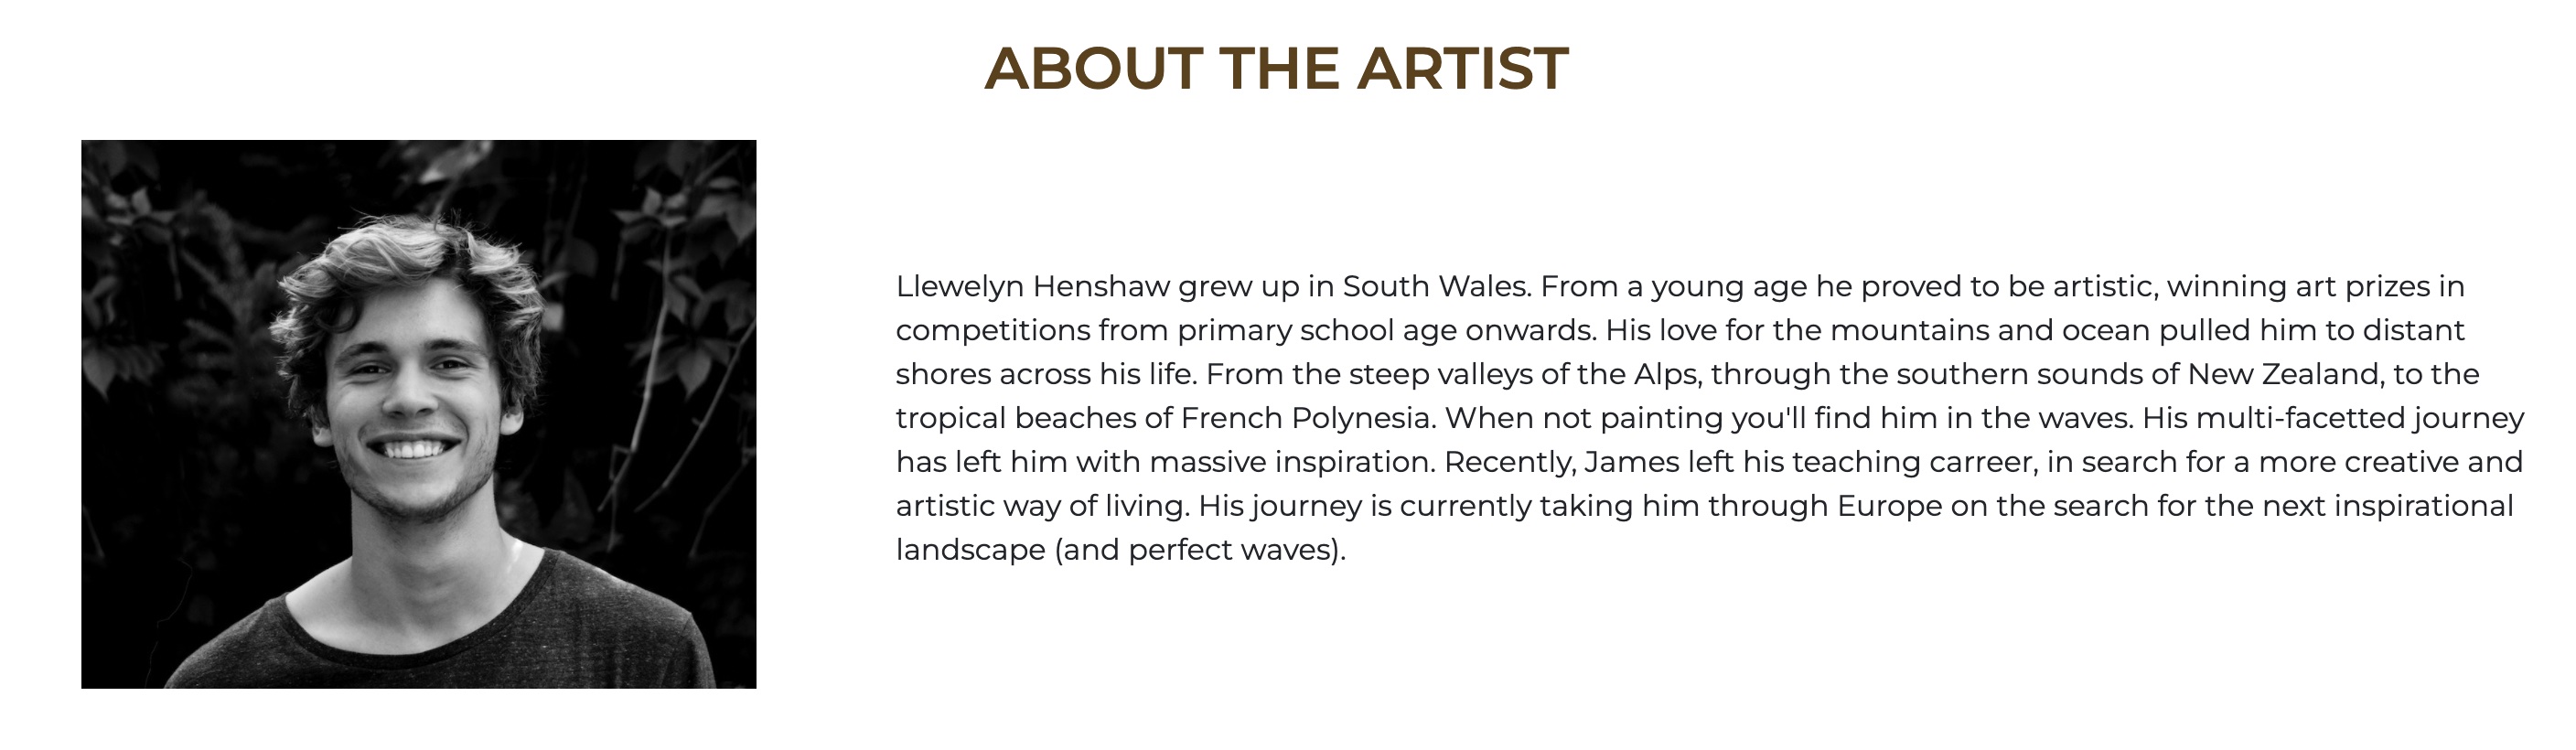 ABOUT THE ARTIST
Llewelyn Henshaw grew up in South Wales. From a young age he proved to be artistic, winning art prizes in
competitions from primary school age onwards. His love for the mountains and ocean pulled him to distant
shores across his life. From the steep valleys of the Alps, through the southern sounds of New Zealand, to the
tropical beaches of French Polynesia. When not painting you'll find him in the waves. His multi-facetted journey
has left him with massive inspiration. Recently, James left his teaching carreer, in search for a more creative and
artistic way of living. His journey is currently taking him through Europe on the search for the next inspirational
landscape (and perfect waves).